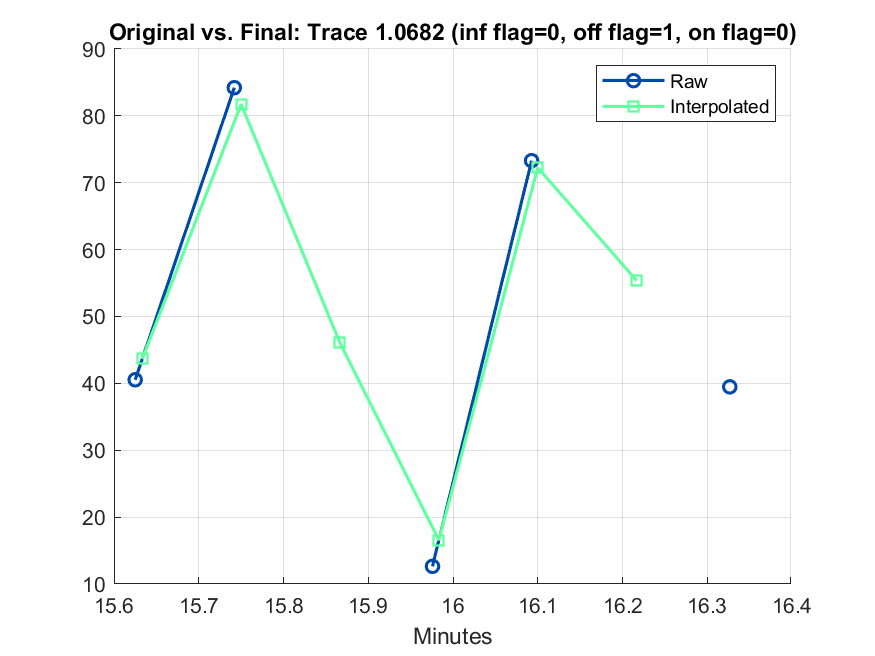 Original vs. Final: Trace 1.0682 (inf flag=0, off flag=1, on flag=0)
90
80
70
60
50
40
30
20
10
Raw
Interpolated
15.6 15.7 15.8 15.9 16 16.1 16.2 16.3 16.4
Minutes